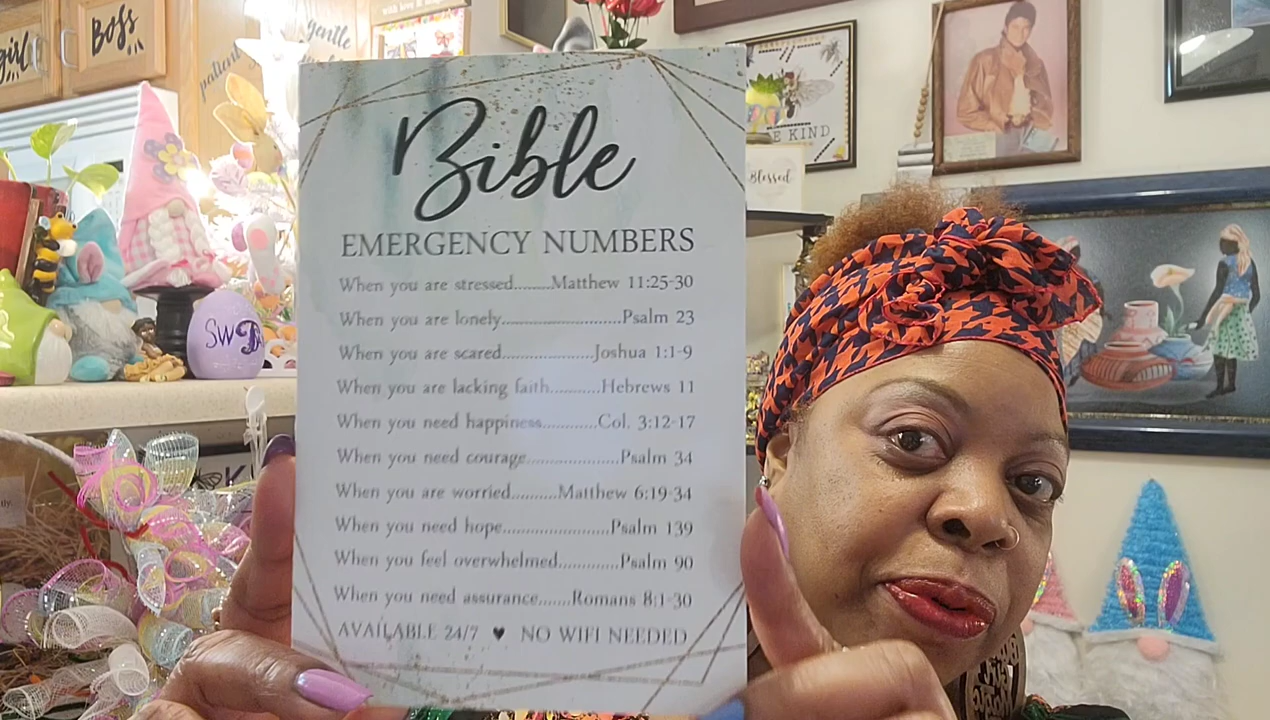 girl
Boss
patient
gentle
BE KIND
Blessed
SW
Bible
EMERGENCY NUMBERS
When you are stressed........Matthew 11:25-30
When you are lonely..........................Psalm 23
When you are scared....................Joshua 1:1-9
When you are lacking faith...........Hebrews 11
When you need happiness............Col. 3:12-17
When you need courage....................Psalm 34
When you are worried..........Matthew 6:19-34
When you need hope.......................Psalm 139
When you feel overwhelmed.............Psalm 90
When you need assurance.......Romans 8:1-30
AVAILABLE 24/7 ♥ NO WIFI NEEDED